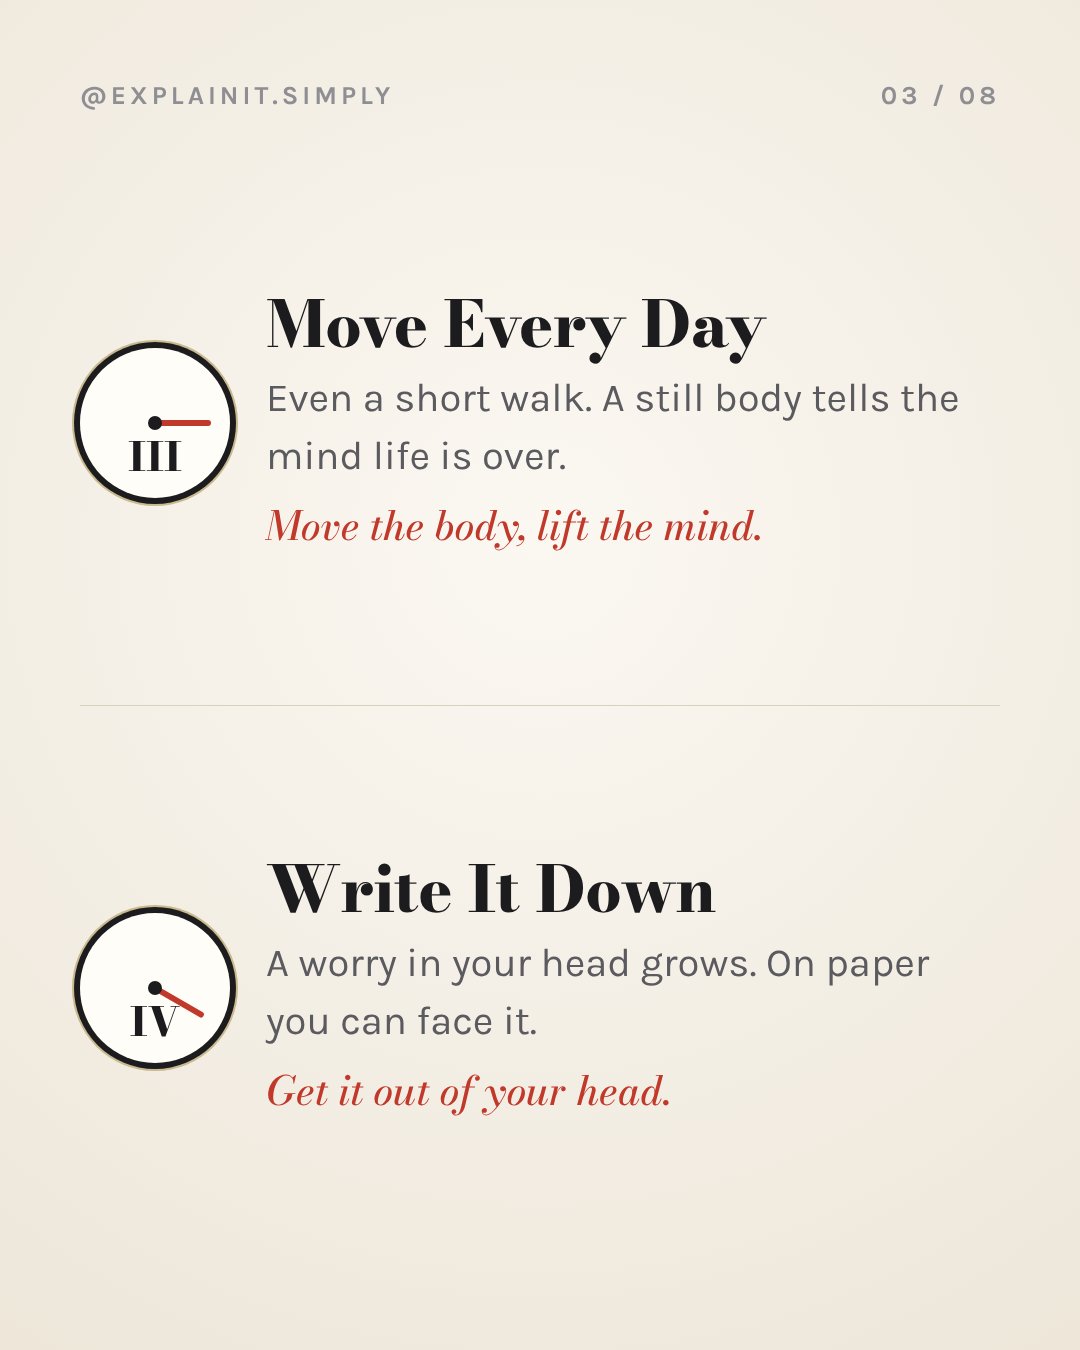 @EXPLAINIT.SIMPLY
03 / 08
Move Every Day
III
Even a short walk. A still body tells the
mind life is over.
Move the body, lift the mind.
Write It Down
IV
A worry in your head grows. On paper
you can face it.
Get it out of your head.